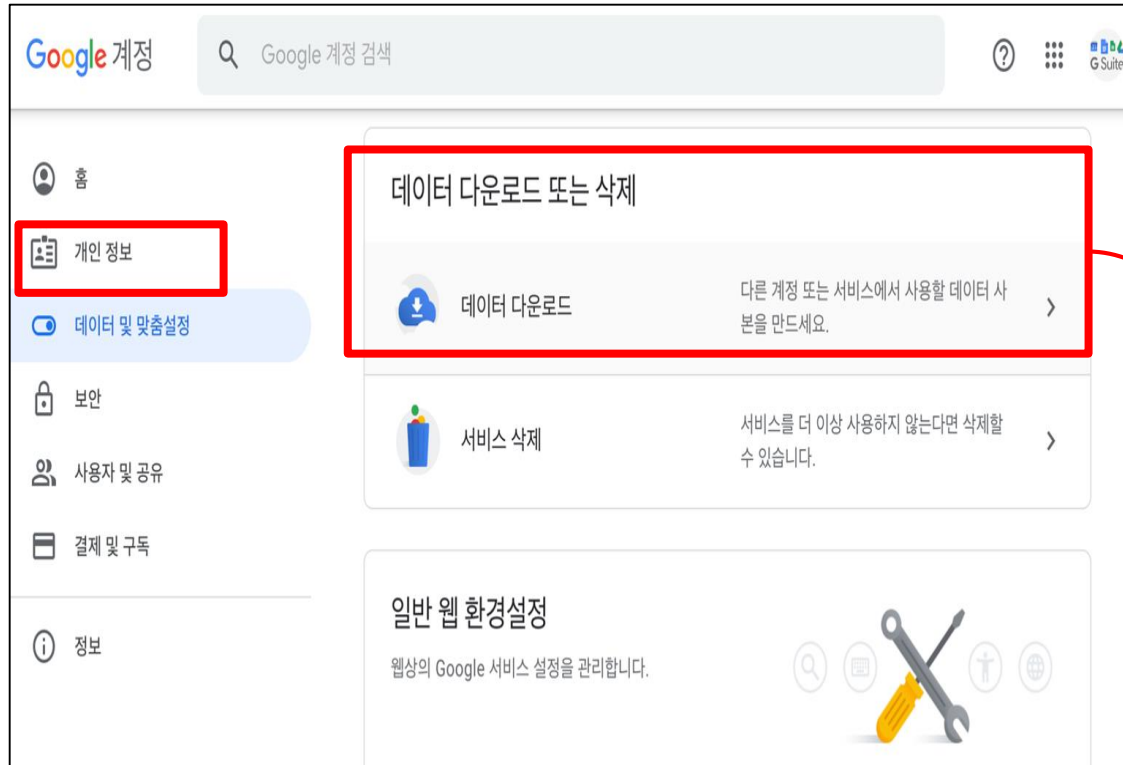 Google 계정
Google 계정 검색
G Suite
홈
개인 정보
데이터 및 맞춤설정
보안
사용자 및 공유
결제 및 구독
정보
데이터 다운로드 또는 삭제
데이터 다운로드
다른 계정 또는 서비스에서 사용할 데이터 사
본을 만드세요.
서비스 삭제
서비스를 더 이상 사용하지 않는다면 삭제할
수 있습니다.
일반 웹 환경설정
웹상의 Google 서비스 설정을 관리합니다.